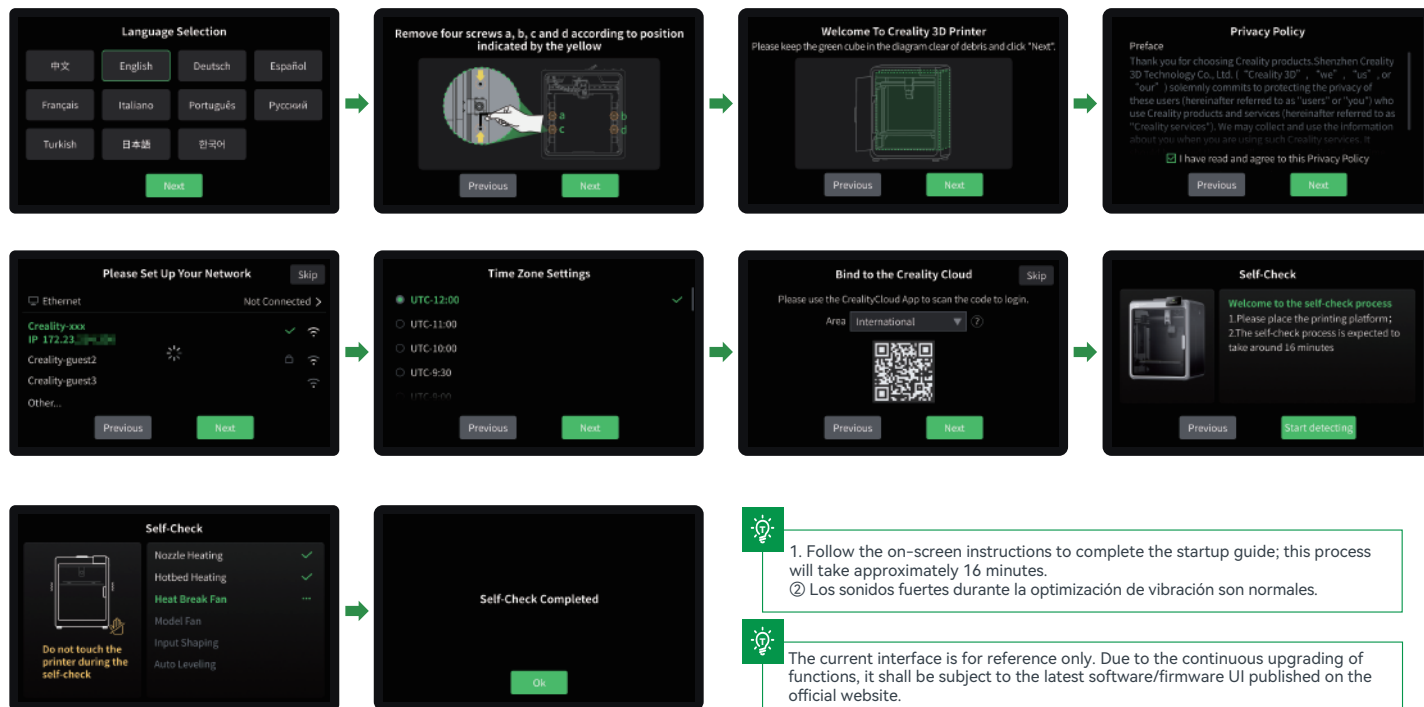 Language Selection
中文 English Deutsch Español
Français Italiano Português Русский
Turkish 日本語 한국어
Next
Remove four screws a, b, c and d according to position
indicated by the yellow
a b
c d
Previous Next
Welcome To Creality 3D Printer
Please keep the green cube in the diagram clear of debris and click "Next".
Previous Next
Privacy Policy
Preface
Thank you for choosing Creality products.Shenzhen Creality
3D Technology Co., Ltd. ( "Creality 3D" , "we" , "us" , or
"our" ) solemnly commits to protecting the privacy of
these users (hereinafter referred to as "users" or "you") who
use Creality products and services (hereinafter referred to as
"Creality services"). We may collect and use the information
about you when you are using such Creality services. It
I have read and agree to this Privacy Policy
Previous Next
Please Set Up Your Network Skip
Ethernet Not Connected >
Creality-xxx
IP 172.23.
Creality-guest2
Creality-guest3
Other...
Previous Next
Time Zone Settings
UTC-12:00
UTC-11:00
UTC-10:00
UTC-9:30
UTC-9:00
Previous Next
Bind to the Creality Cloud Skip
Please use the CrealityCloud App to scan the code to login.
Area International ?
Previous Next
Self-Check
Welcome to the self-check process
1.Please place the printing platform;
2.The self-check process is expected to
take around 16 minutes
Previous Start detecting
Self-Check
Nozzle Heating
Hotbed Heating
Heat Break Fan ...
Model Fan
Input Shaping
Auto Leveling
Do not touch the
printer during the
self-check
Self-Check Completed
Ok
1. Follow the on-screen instructions to complete the startup guide; this process
will take approximately 16 minutes.
② Los sonidos fuertes durante la optimización de vibración son normales.
The current interface is for reference only. Due to the continuous upgrading of
functions, it shall be subject to the latest software/firmware UI published on the
official website.